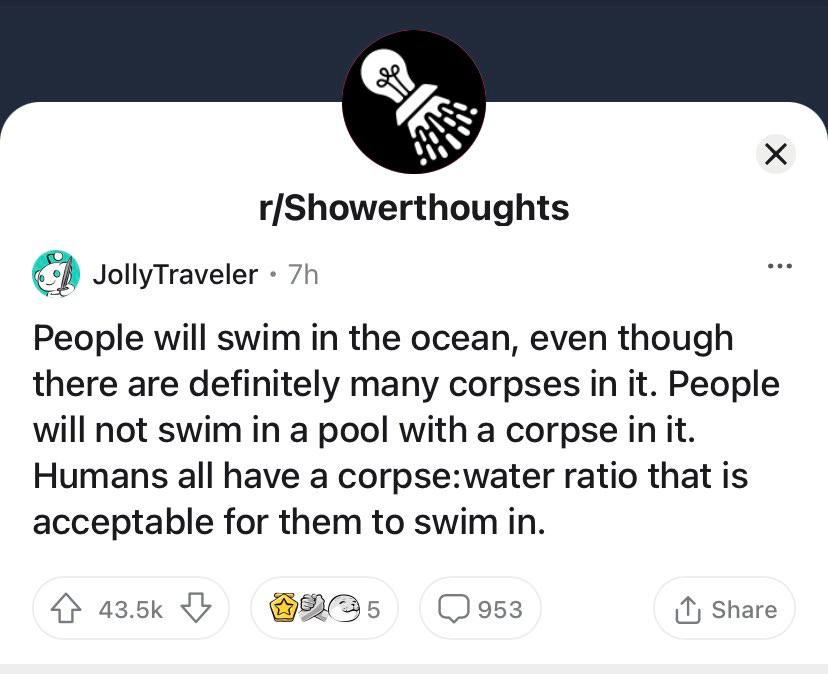 r/Showerthoughts
JollyTraveler • 7h
People will swim in the ocean, even though
there are definitely many corpses in it. People
will not swim in a pool with a corpse in it.
Humans all have a corpse:water ratio that is
acceptable for them to swim in.
43.5k 5 953 Share